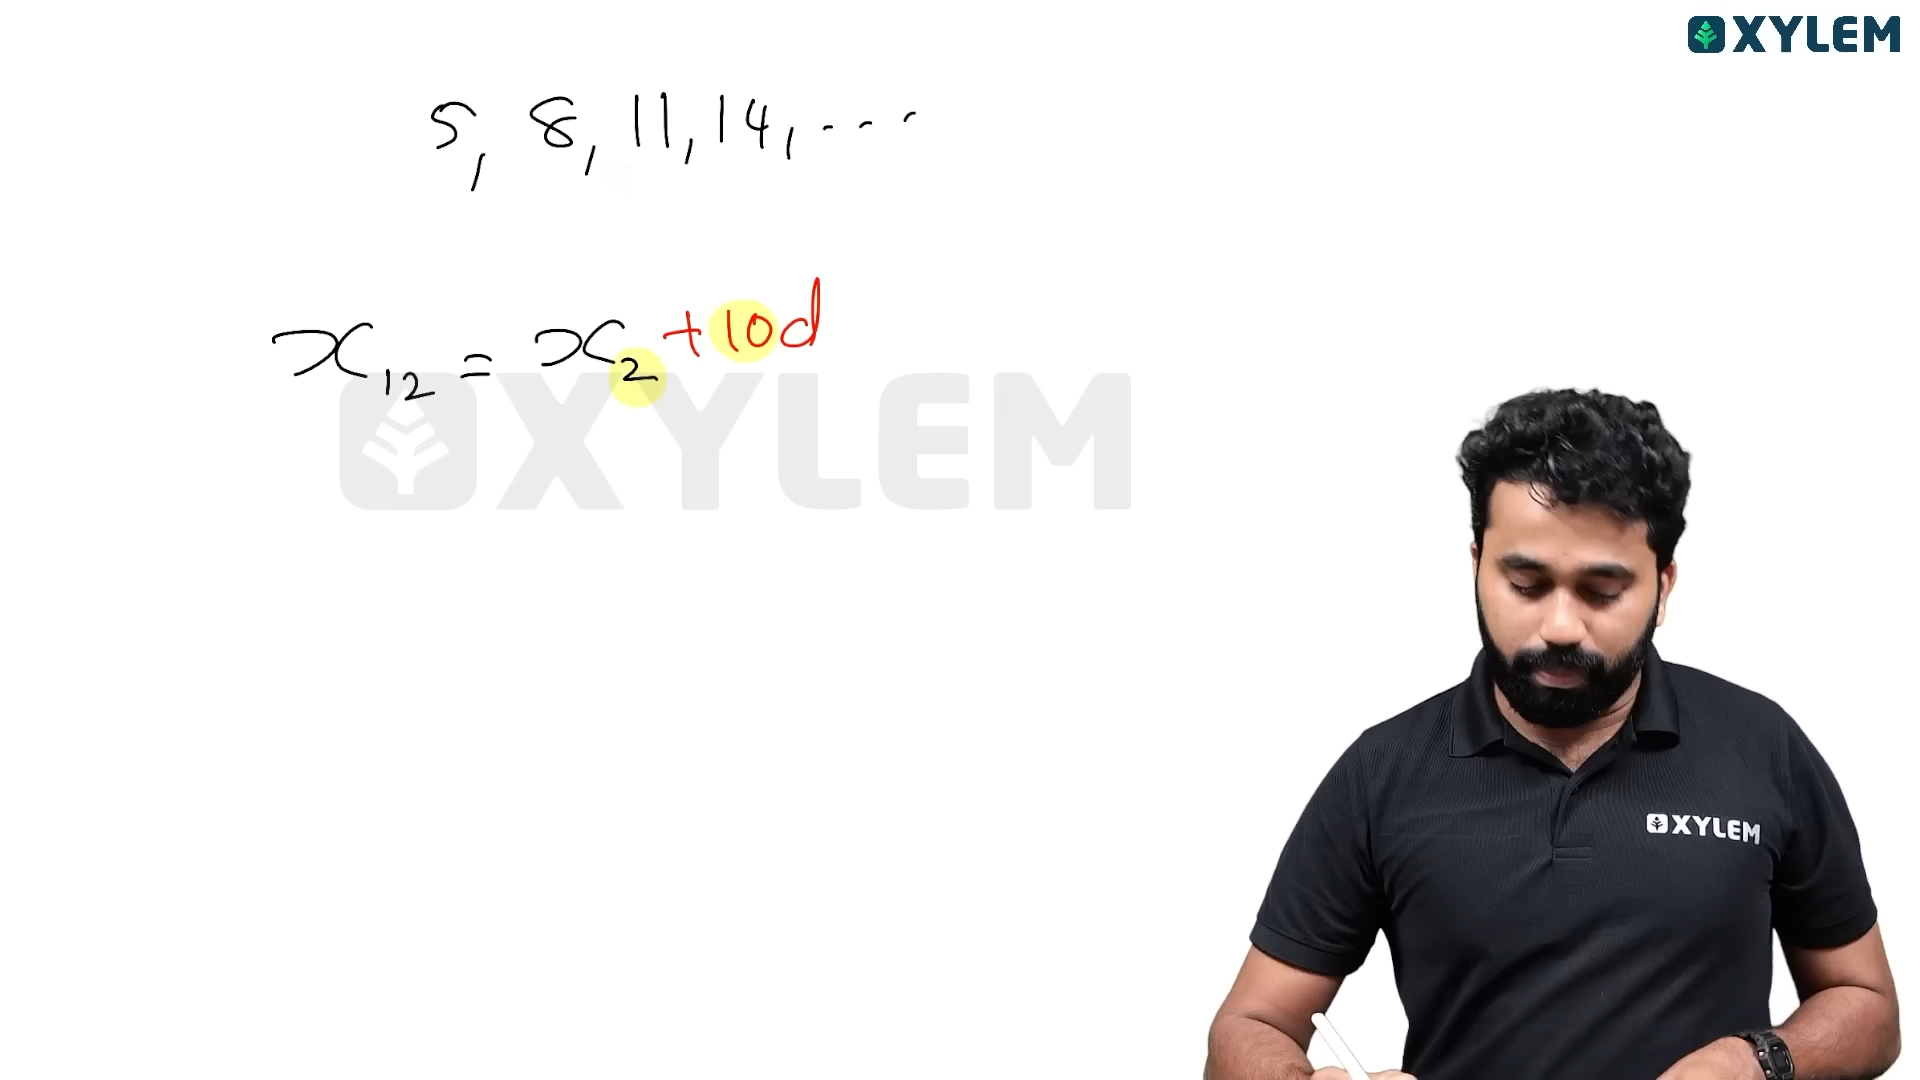 XYLEM
5, 8, 11, 14, ...
x₁₂ = x₂ + 10d
XYLEM
XYLEM